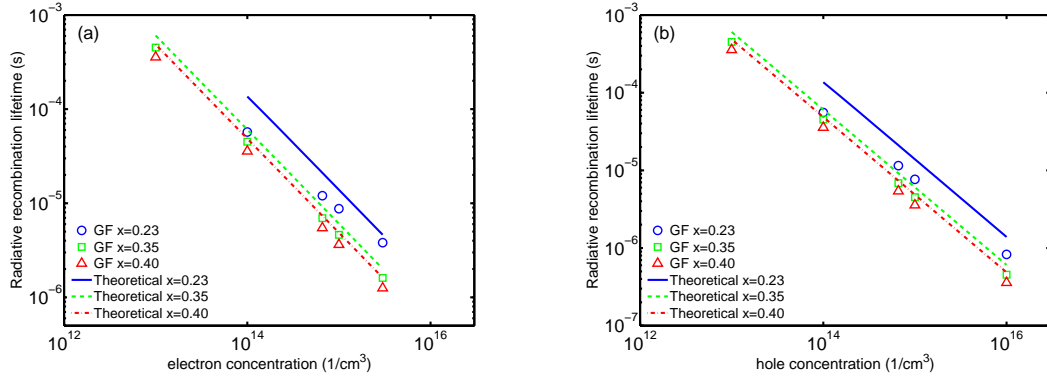 (a)
Radiative recombination lifetime (s)
10^−3
10^−4
10^−5
10^−6
GF x=0.23
GF x=0.35
GF x=0.40
Theoretical x=0.23
Theoretical x=0.35
Theoretical x=0.40
10^12
10^14
10^16
electron concentration (1/cm^3)
(b)
Radiative recombination lifetime (s)
10^−3
10^−4
10^−5
10^−6
10^−7
GF x=0.23
GF x=0.35
GF x=0.40
Theoretical x=0.23
Theoretical x=0.35
Theoretical x=0.40
10^12
10^14
10^16
hole concentration (1/cm^3)